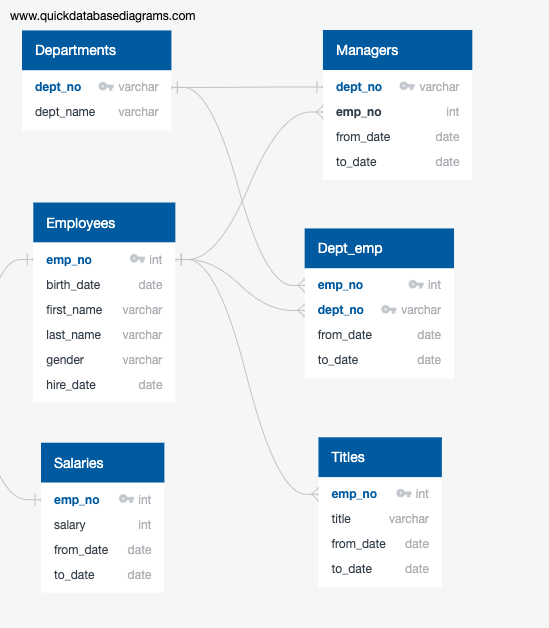 www.quickdatabasediagrams.com
Departments
dept_no varchar
dept_name varchar
Managers
dept_no varchar
emp_no int
from_date date
to_date date
Employees
emp_no int
birth_date date
first_name varchar
last_name varchar
gender varchar
hire_date date
Dept_emp
emp_no int
dept_no varchar
from_date date
to_date date
Salaries
emp_no int
salary int
from_date date
to_date date
Titles
emp_no int
title varchar
from_date date
to_date date